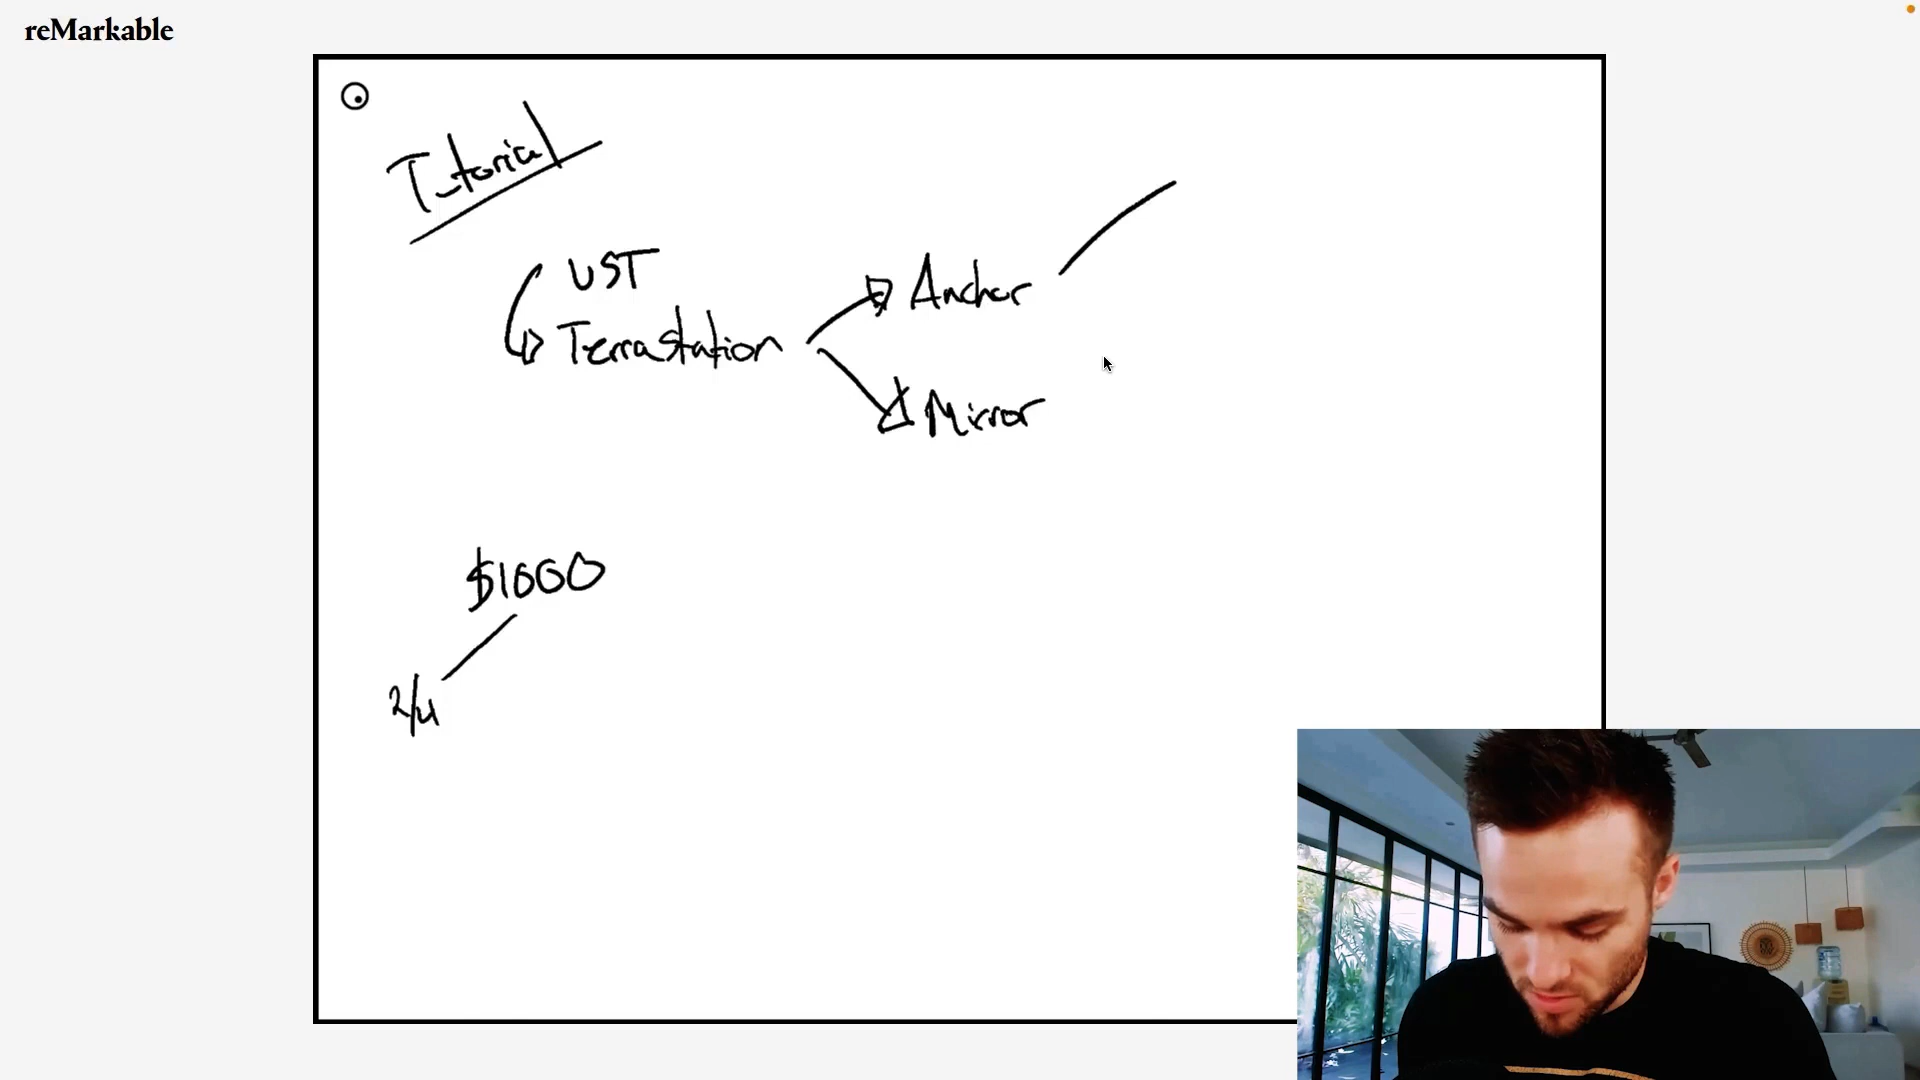 reMarkable
Tutorial
UST
Terrastation
Anchor
Mirror
$1000
2/4